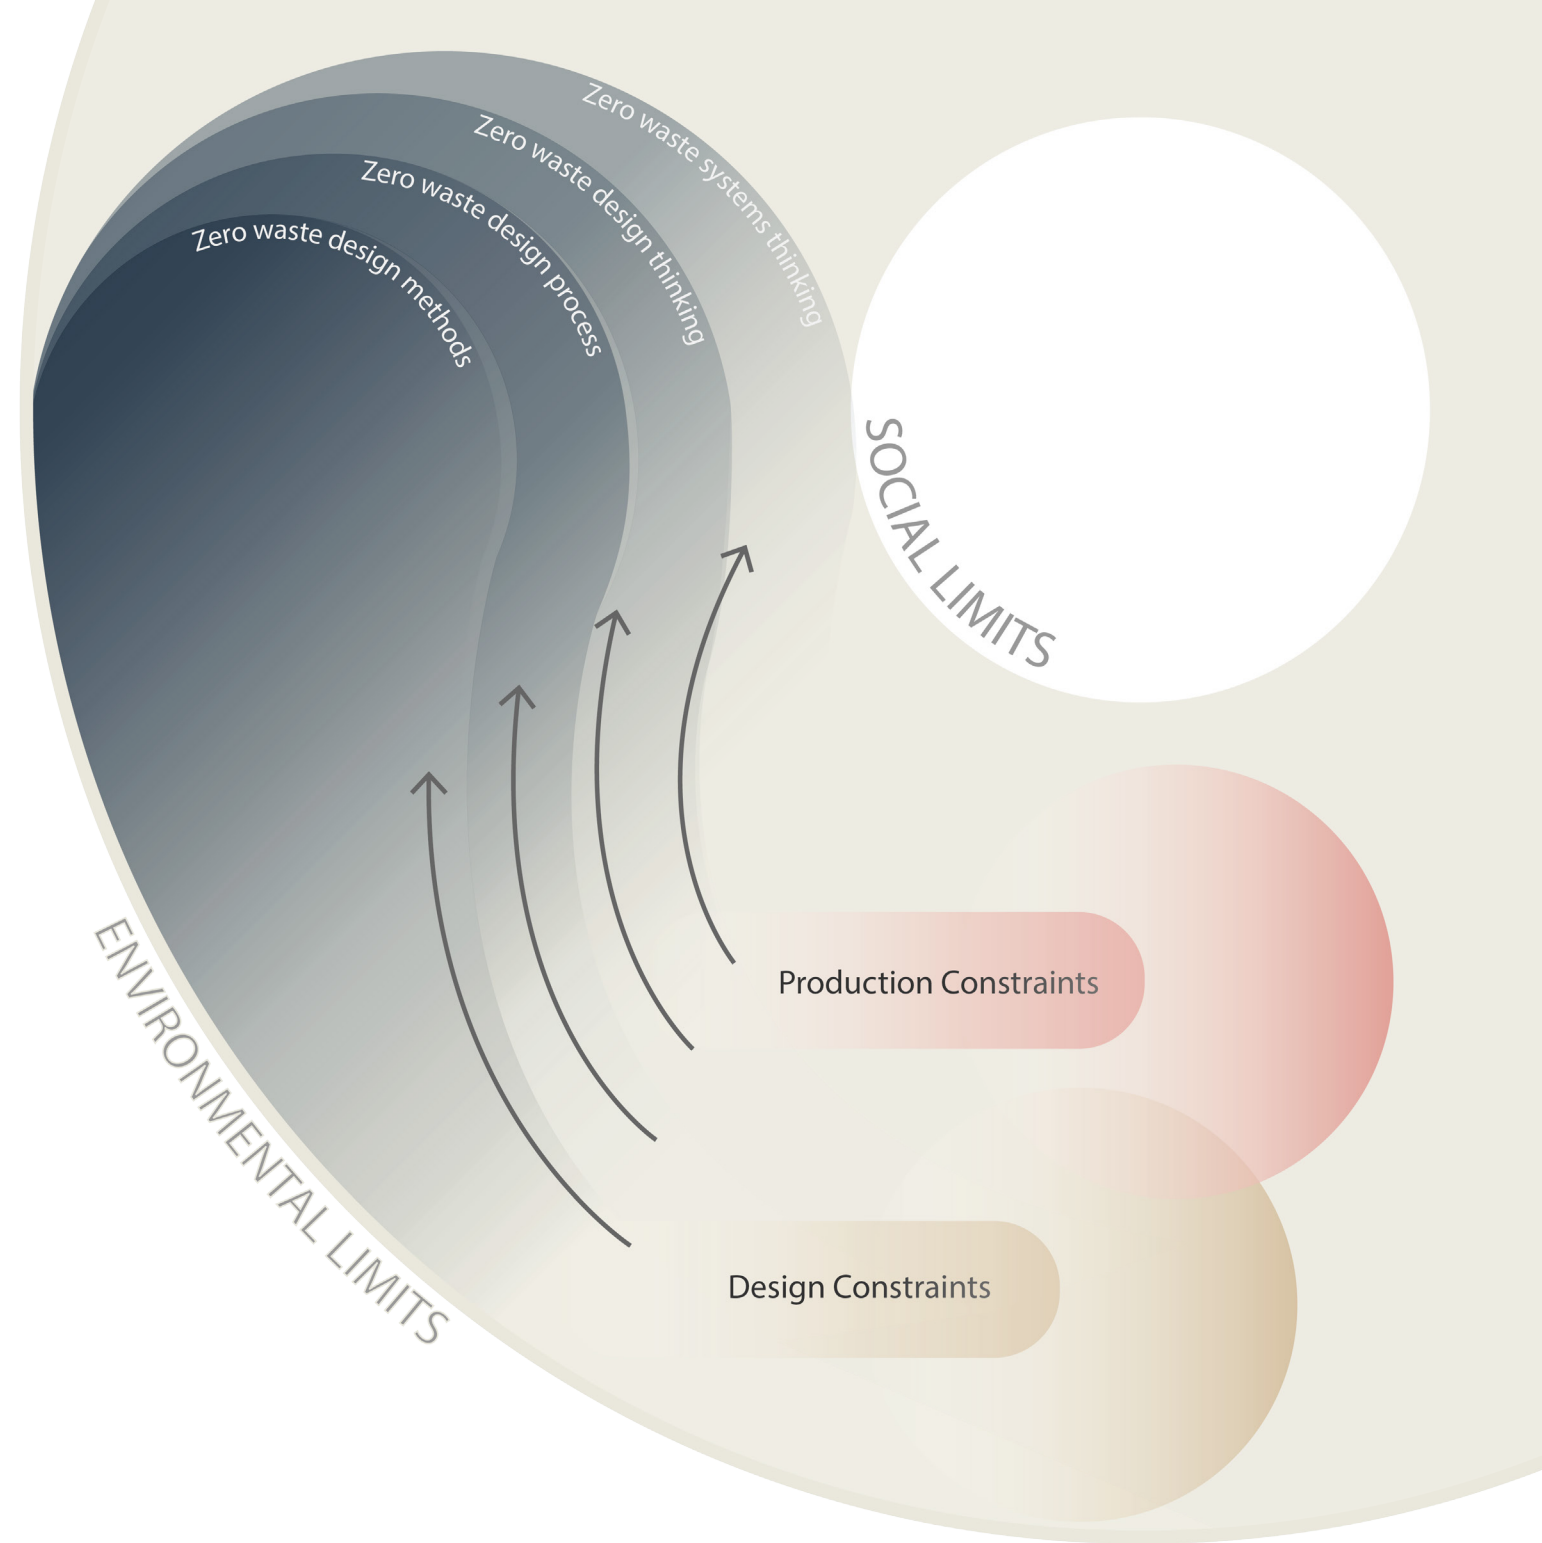 Zero waste systems thinking
Zero waste design thinking
Zero waste design process
Zero waste design methods
SOCIAL LIMITS
Production Constraints
ENVIRONMENTAL LIMITS
Design Constraints